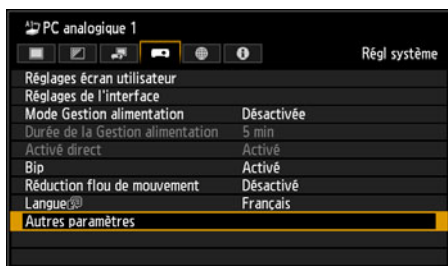 PC analogique 1
Régl système
Réglages écran utilisateur
Réglages de l'interface
Mode Gestion alimentation Désactivée
Durée de la Gestion alimentation 5 min
Activé direct Activé
Bip Activé
Réduction flou de mouvement Désactivé
Langue Français
Autres paramètres